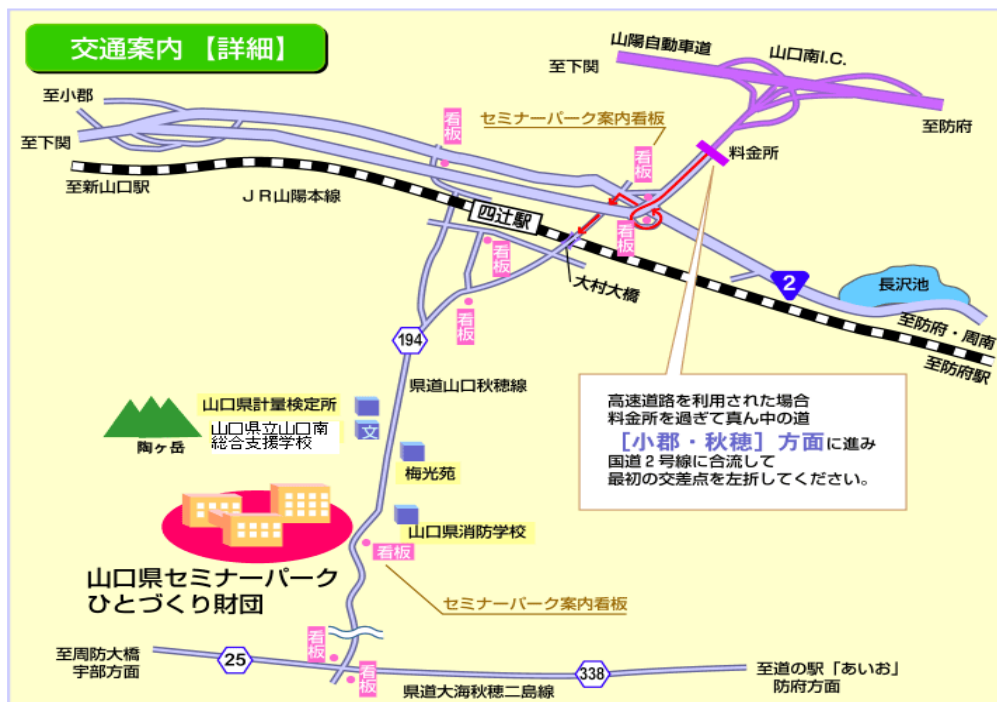 交通案内【詳細】
山陽自動車道
山口南I.C.
至下関
至防府
至小郡
至下関
看板
セミナーパーク案内看板
看板
料金所
至新山口駅
JR山陽本線
四辻駅
看板
看板
大村大橋
2
長沢池
看板
至防府・周南
至防府駅
194
県道山口秋穂線
高速道路を利用された場合
料金所を過ぎて真ん中の道
[小郡・秋穂]方面に進み
国道2号線に合流して
最初の交差点を左折してください。
山口県計量検定所
山口県立山口南
総合支援学校
文
陶ヶ岳
梅光苑
山口県消防学校
看板
山口県セミナーパーク
ひとづくり財団
セミナーパーク案内看板
看板
至周防大橋
宇部方面
25
看板
県道大海秋穂二島線
338
至道の駅「あいお」
防府方面